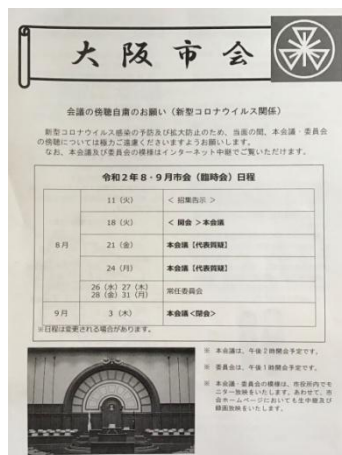 大阪市会
会議の傍聴自粛のお願い（新型コロナウイルス関係）
新型コロナウイルス感染の予防及び拡大防止のため、当面の間、本会議・委員会
の傍聴については極力ご遠慮くださいますようお願いします。
なお、本会議及び委員会の模様はインターネット中継でご覧いただけます。
令和２年８・９月市会（臨時会）日程
8月
11（火） ＜ 招集告示 ＞
18（火） ＜ 開会 ＞本会議
21（金） 本会議【代表質疑】
24（月） 本会議【代表質疑】
26（水）27（木）
28（金）31（月） 常任委員会
9月 3（木） 本会議＜閉会＞
※日程は変更される場合があります。
※ 本会議は、午後２時開会予定です。
※ 委員会は、午後１時開会予定です。
※ 本会議・委員会の模様は、市役所内でモ
ニター放映をいたします。あわせて、市
会ホームページにおいても生中継及び
録画放映をいたします。